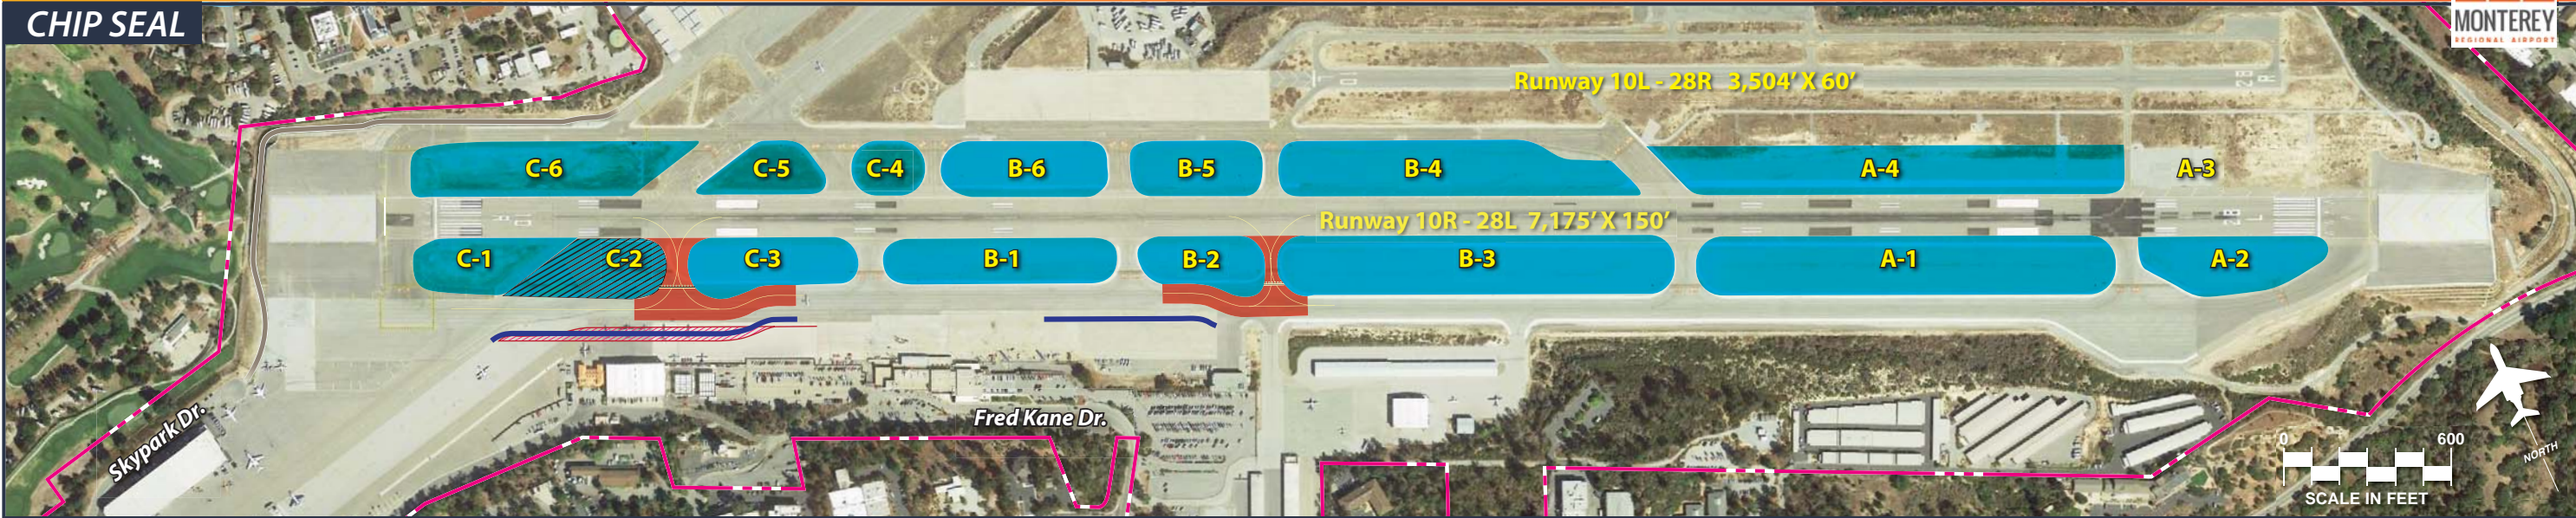 CHIP SEAL
MONTEREY
REGIONAL AIRPORT
Runway 10L - 28R 3,504' X 60'
C-6
C-5
C-4
B-6
B-5
B-4
A-4
A-3
Runway 10R - 28L 7,175' X 150'
C-1
C-2
C-3
B-1
B-2
B-3
A-1
A-2
Skypark Dr.
Fred Kane Dr.
0
600
SCALE IN FEET
NORTH